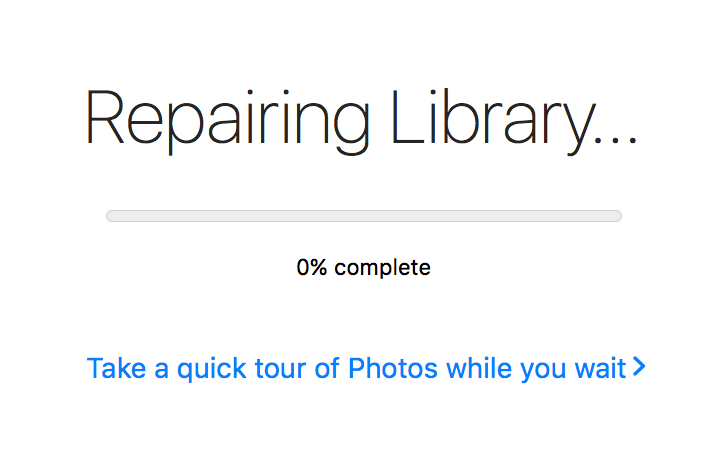 Repairing Library...
0% complete
Take a quick tour of Photos while you wait >